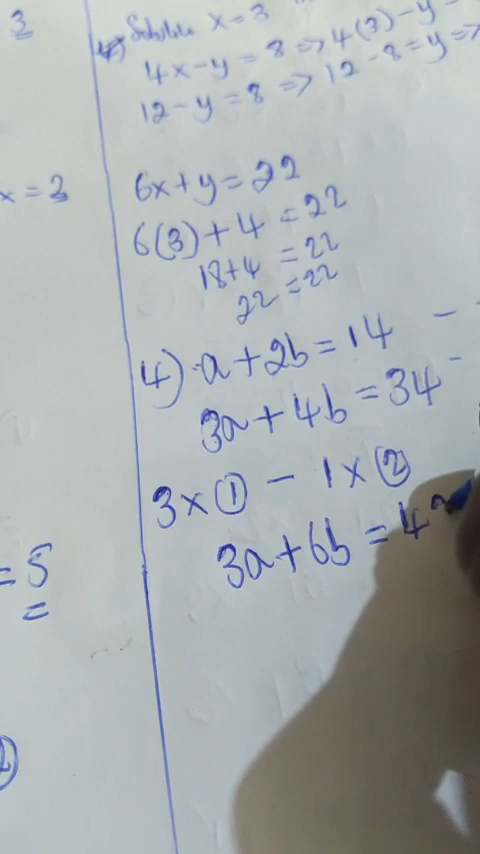 3
x = 3
= 5
=
Substitute x = 3
4x - y = 8 => 4(3) - y
12 - y = 8 => 12 - 8 = y =>
6x + y = 22
6(3) + 4 = 22
18 + 4 = 22
22 = 22
4) a + 2b = 14 -
3a + 4b = 34 -
3 x ① - 1 x ②
3a + 6b = 4